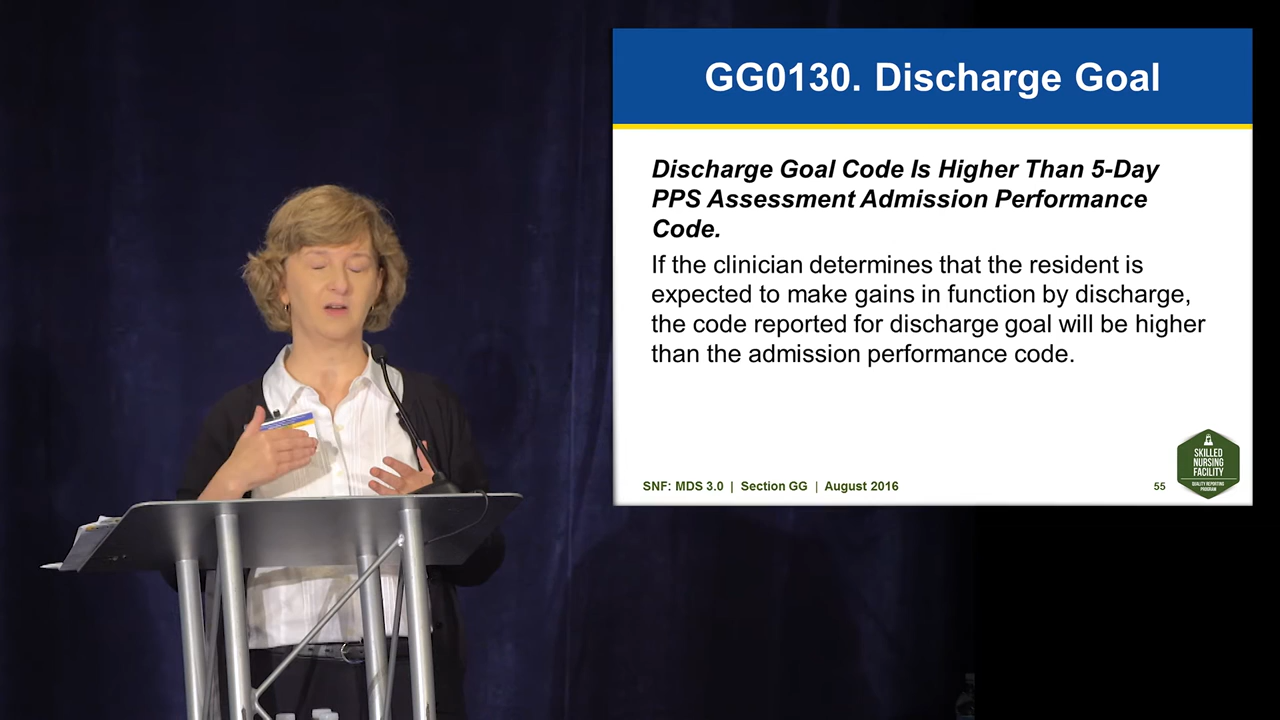 GG0130. Discharge Goal
Discharge Goal Code Is Higher Than 5-Day
PPS Assessment Admission Performance
Code.
If the clinician determines that the resident is
expected to make gains in function by discharge,
the code reported for discharge goal will be higher
than the admission performance code.
SNF: MDS 3.0 | Section GG | August 2016
55
SKILLED
NURSING
FACILITY
QUALITY REPORTING
PROGRAM